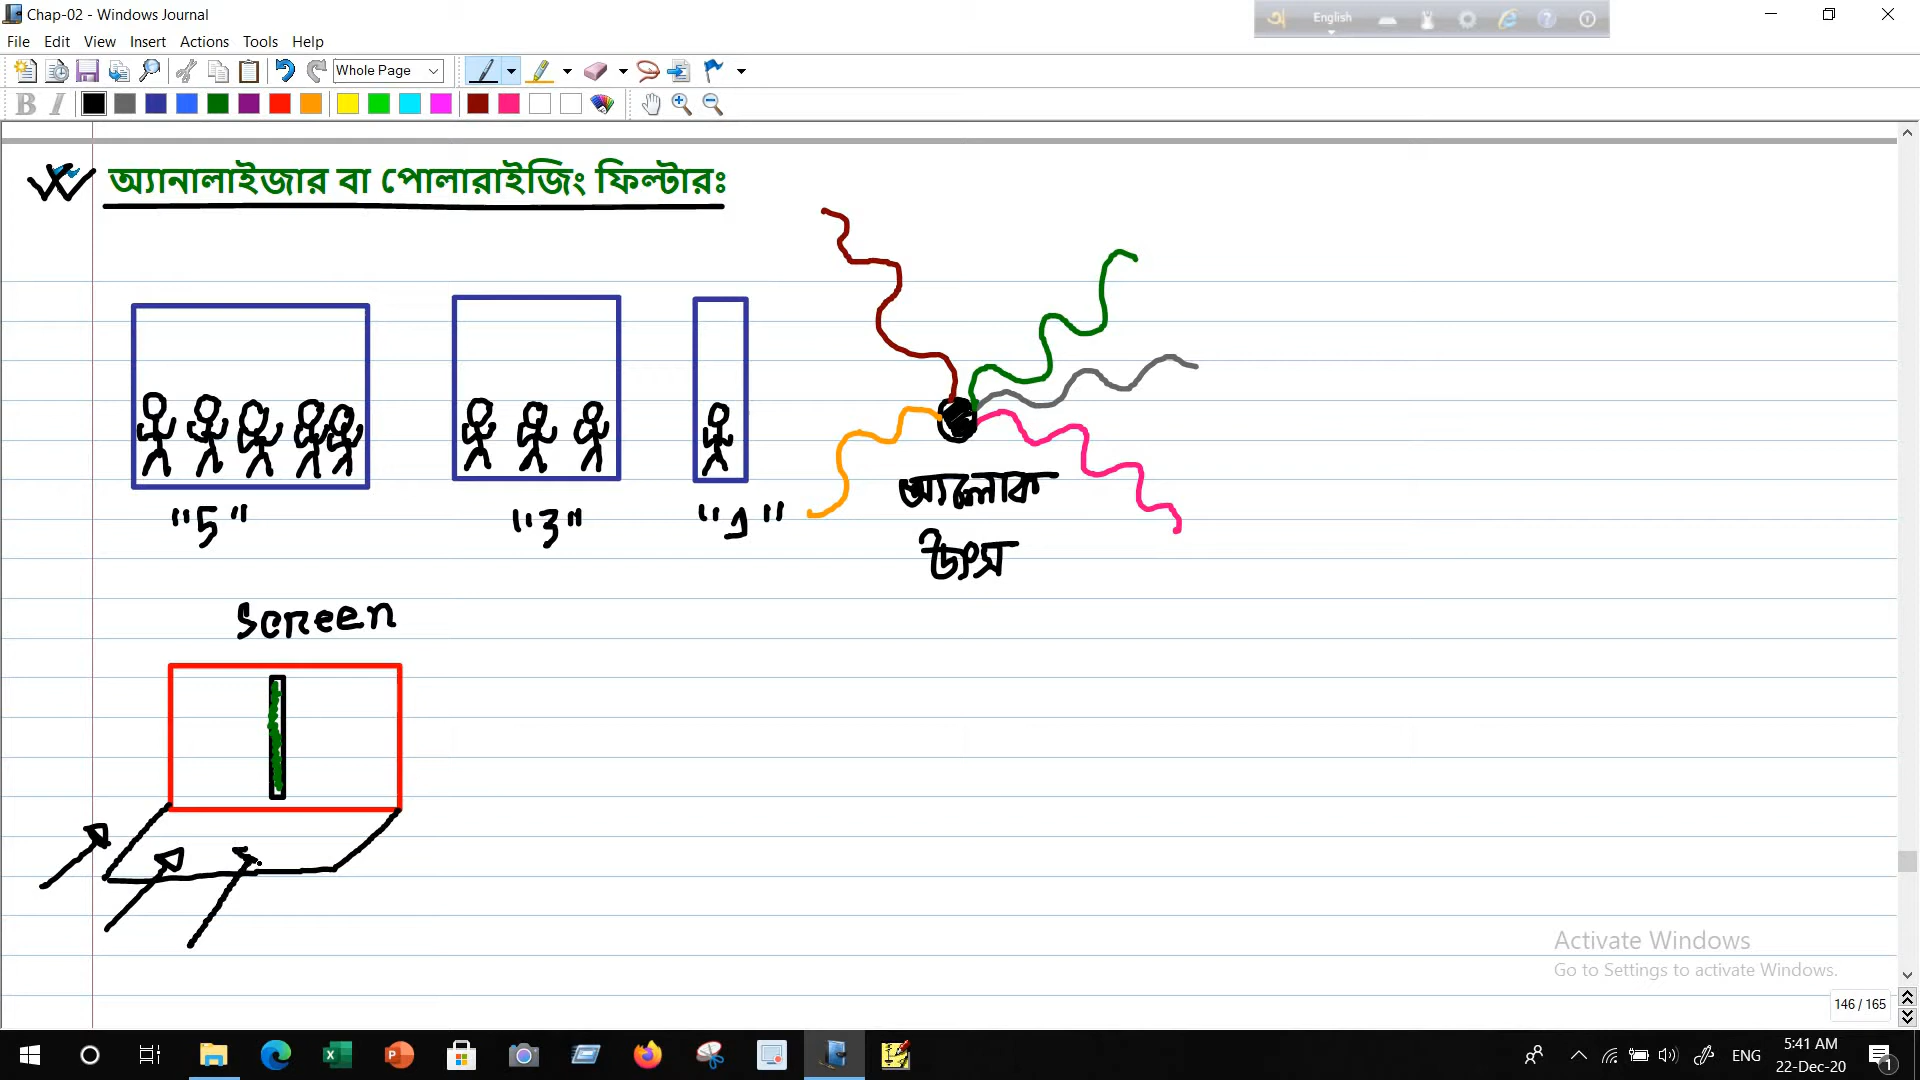 Chap-02 - Windows Journal
English
File Edit View Insert Actions Tools Help
Whole Page
B I
অ্যানালাইজার বা পোলারাইজিং ফিল্টারঃ
"5" "3" "1"
আলোক
উৎস
Screen
Activate Windows
Go to Settings to activate Windows.
146 / 165
ENG
5:41 AM
22-Dec-20
1